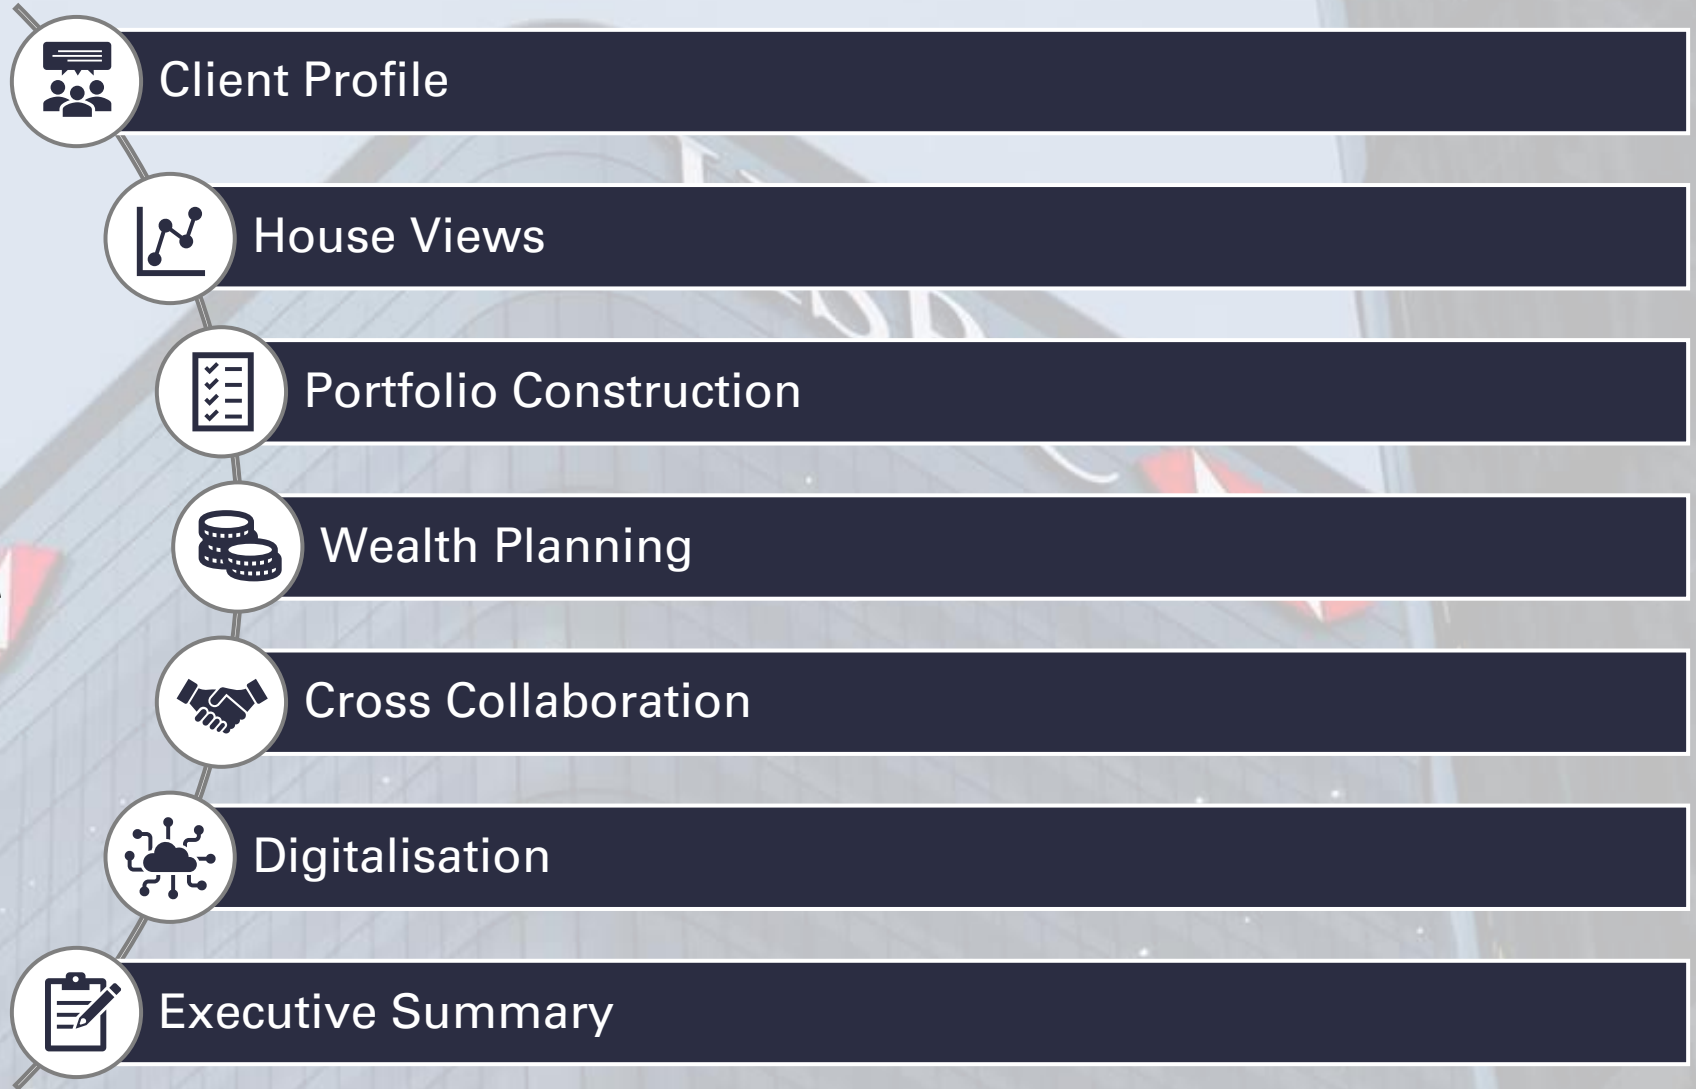 Client Profile
House Views
Portfolio Construction
Wealth Planning
Cross Collaboration
Digitalisation
Executive Summary